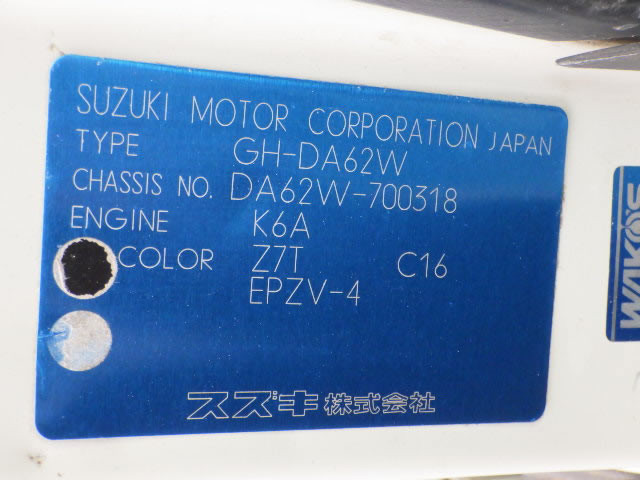 SUZUKI MOTOR CORPORATION JAPAN
TYPE GH-DA62W
CHASSIS NO. DA62W-700318
ENGINE K6A
COLOR Z7T C16
EPZV-4
スズキ株式会社
WAKO'S